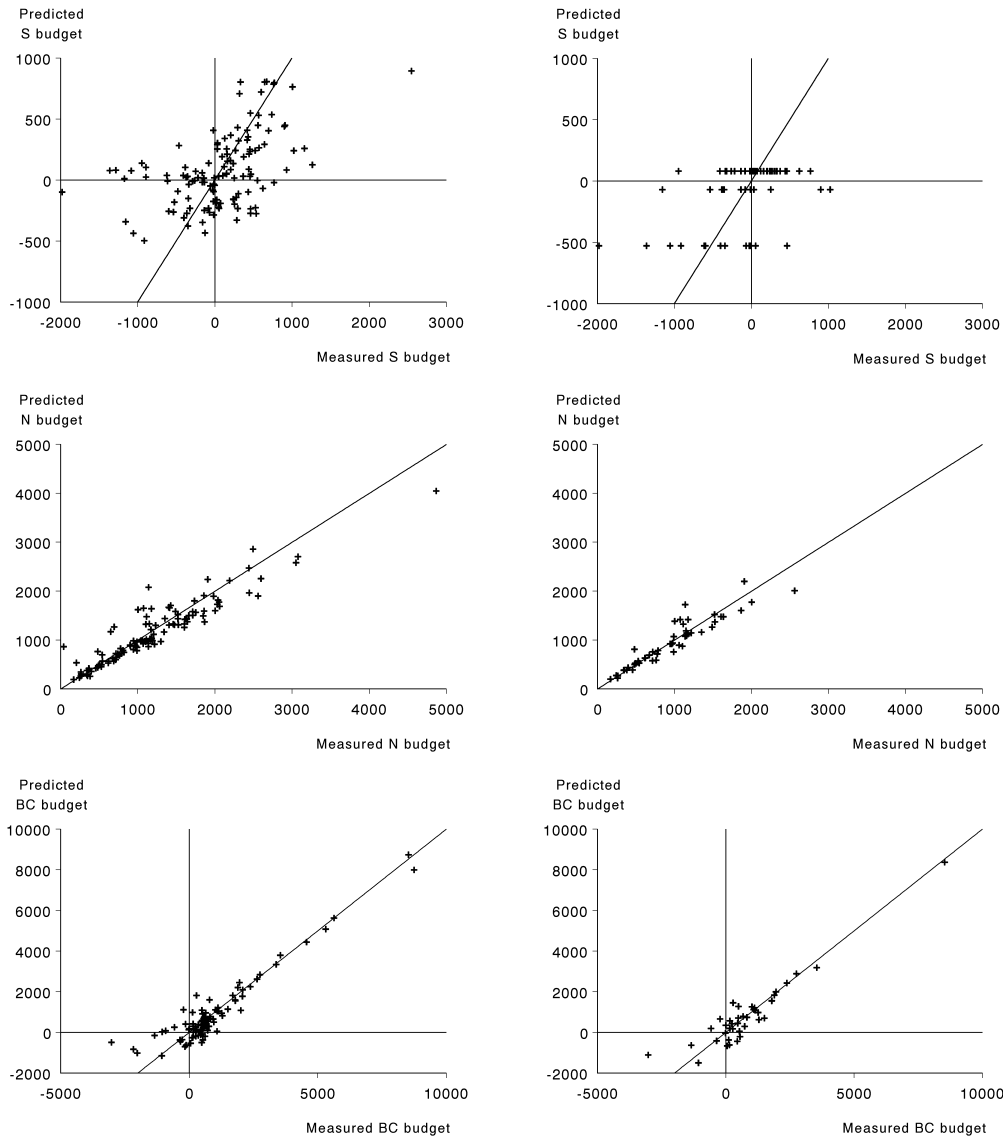 Predicted
S budget
1000
500
0
-500
-1000
-2000 -1000 0 1000 2000 3000
Measured S budget
Predicted
S budget
1000
500
0
-500
-1000
-2000 -1000 0 1000 2000 3000
Measured S budget
Predicted
N budget
5000
4000
3000
2000
1000
0
0 1000 2000 3000 4000 5000
Measured N budget
Predicted
N budget
5000
4000
3000
2000
1000
0
0 1000 2000 3000 4000 5000
Measured N budget
Predicted
BC budget
10000
8000
6000
4000
2000
0
-2000
-5000 0 5000 10000
Measured BC budget
Predicted
BC budget
10000
8000
6000
4000
2000
0
-2000
-5000 0 5000 10000
Measured BC budget